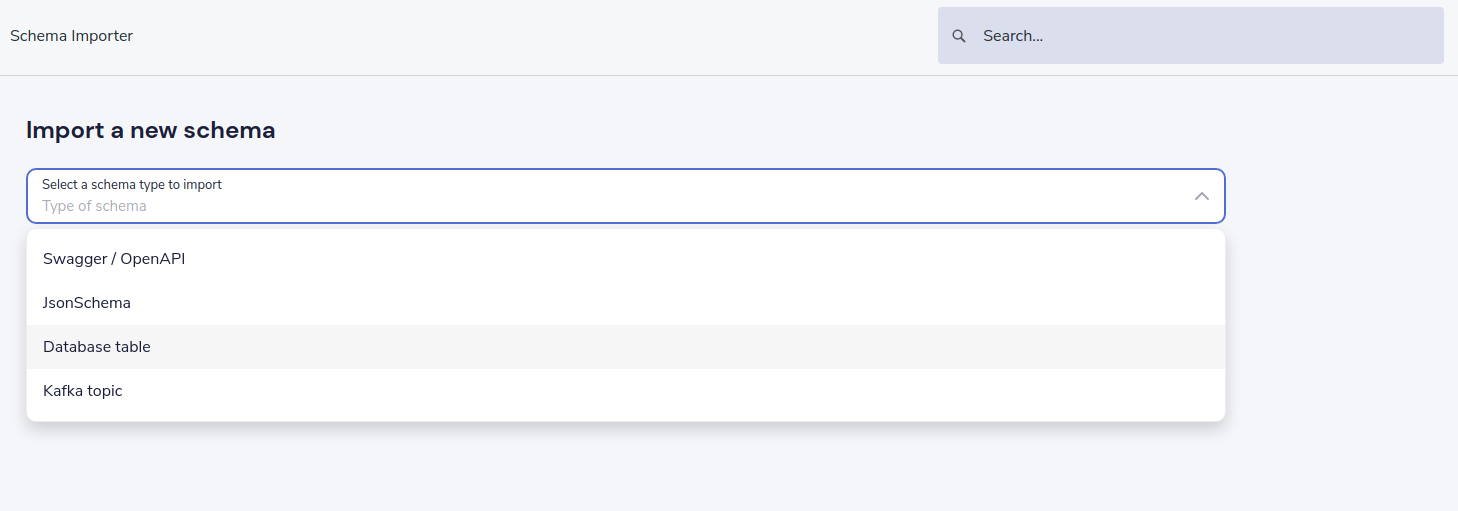 Schema Importer
Search...
Import a new schema
Select a schema type to import
Type of schema
Swagger / OpenAPI
JsonSchema
Database table
Kafka topic